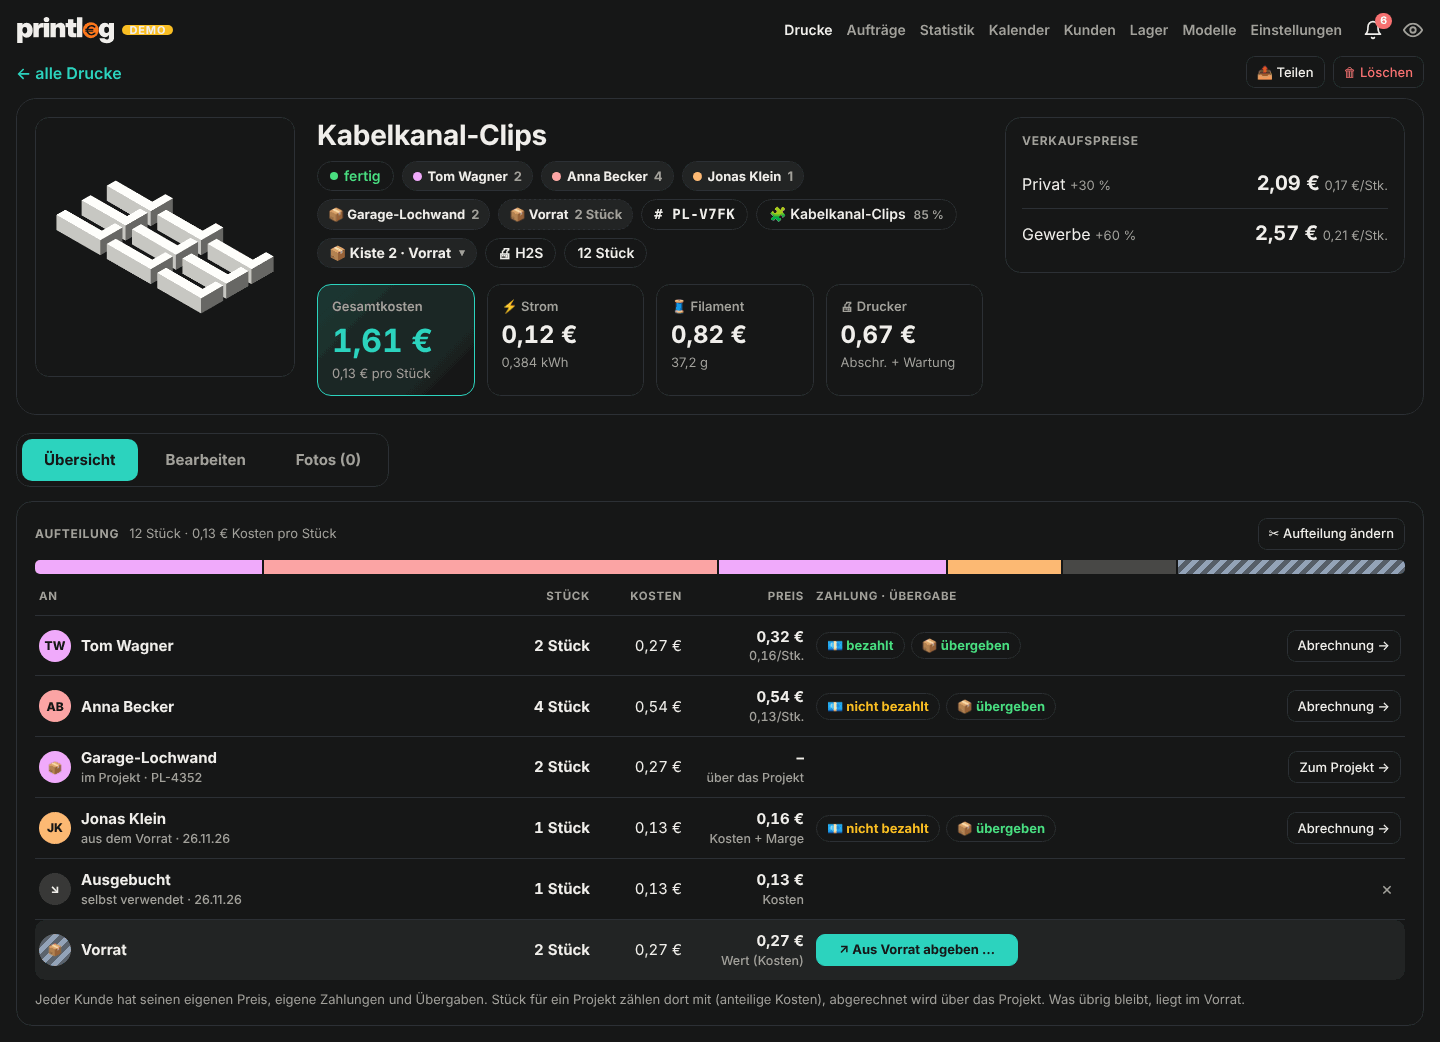 printlog DEMO
Drucke Aufträge Statistik Kalender Kunden Lager Modelle Einstellungen 6
← alle Drucke
Teilen Löschen
Kabelkanal-Clips
fertig Tom Wagner 2 Anna Becker 4 Jonas Klein 1
Garage-Lochwand 2 Vorrat 2 Stück # PL-V7FK Kabelkanal-Clips 85 %
Kiste 2 · Vorrat ▾ H2S 12 Stück
VERKAUFSPREISE
Privat +30 % 2,09 € 0,17 €/Stk.
Gewerbe +60 % 2,57 € 0,21 €/Stk.
Gesamtkosten
1,61 €
0,13 € pro Stück
Strom
0,12 €
0,384 kWh
Filament
0,82 €
37,2 g
Drucker
0,67 €
Abschr. + Wartung
Übersicht Bearbeiten Fotos (0)
AUFTEILUNG 12 Stück · 0,13 € Kosten pro Stück
✂ Aufteilung ändern
AN STÜCK KOSTEN PREIS ZAHLUNG · ÜBERGABE
TW Tom Wagner 2 Stück 0,27 € 0,32 € bezahlt übergeben Abrechnung →
0,16/Stk.
AB Anna Becker 4 Stück 0,54 € 0,54 € nicht bezahlt übergeben Abrechnung →
0,13/Stk.
Garage-Lochwand 2 Stück 0,27 € – Zum Projekt →
im Projekt · PL-4352 über das Projekt
JK Jonas Klein 1 Stück 0,13 € 0,16 € nicht bezahlt übergeben Abrechnung →
aus dem Vorrat · 26.11.26 Kosten + Marge
↘ Ausgebucht 1 Stück 0,13 € 0,13 € ×
selbst verwendet · 26.11.26 Kosten
Vorrat 2 Stück 0,27 € 0,27 € ↗ Aus Vorrat abgeben ...
Wert (Kosten)
Jeder Kunde hat seinen eigenen Preis, eigene Zahlungen und Übergaben. Stück für ein Projekt zählen dort mit (anteilige Kosten), abgerechnet wird über das Projekt. Was übrig bleibt, liegt im Vorrat.